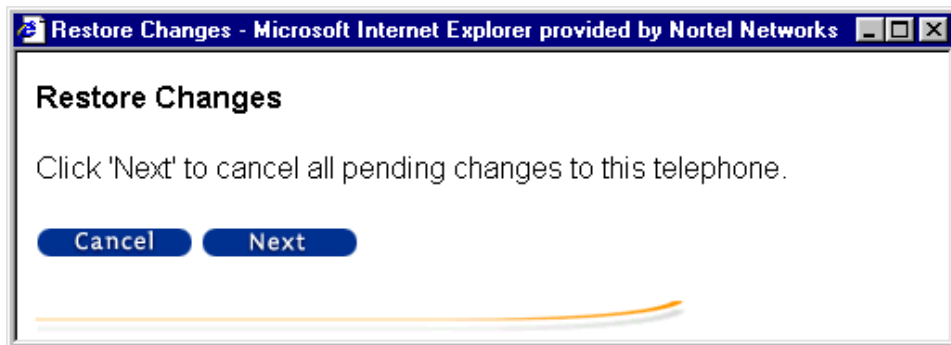 Restore Changes - Microsoft Internet Explorer provided by Nortel Networks
Restore Changes
Click 'Next' to cancel all pending changes to this telephone.
Cancel Next